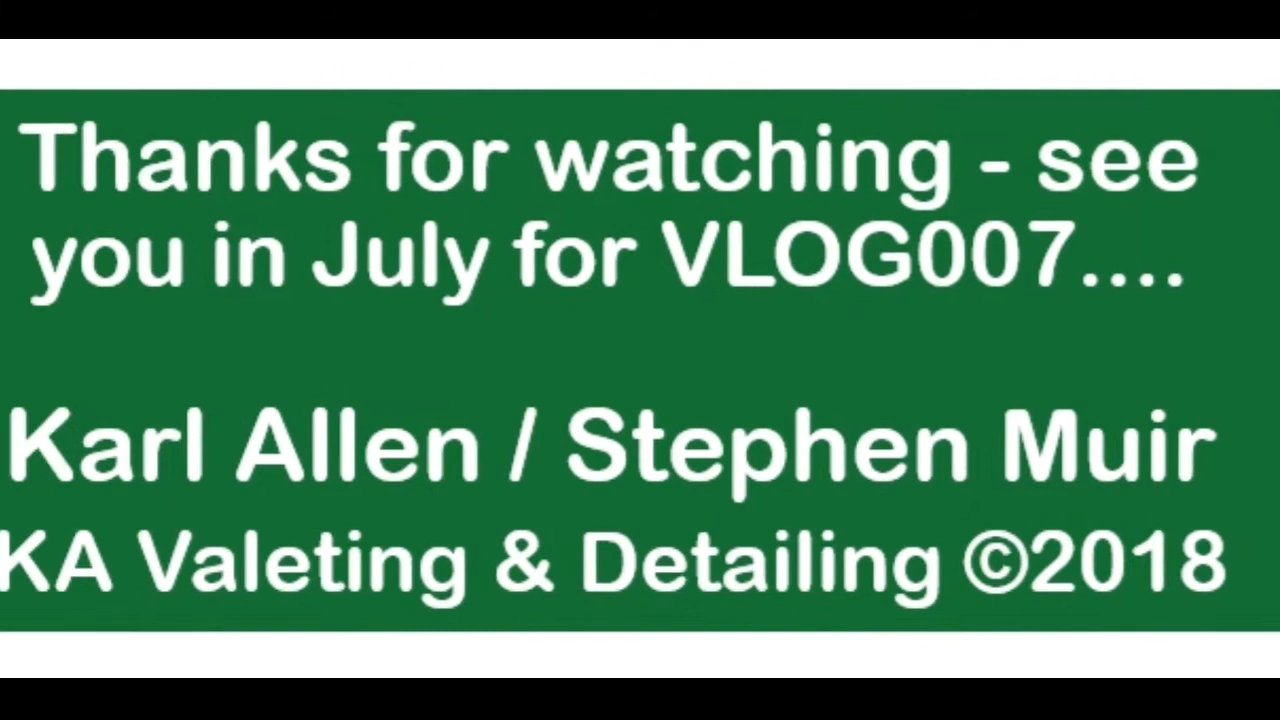 Thanks for watching - see
you in July for VLOG007....
Karl Allen / Stephen Muir
KA Valeting & Detailing ©2018